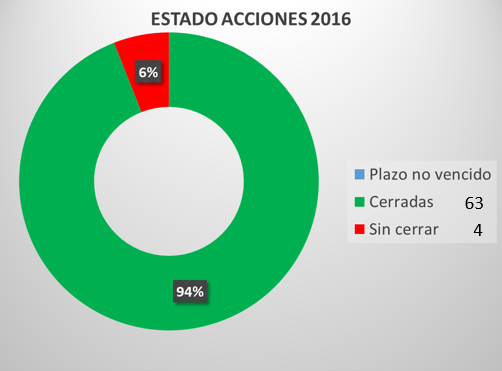 ESTADO ACCIONES 2016
6%
Plazo no vencido
Cerradas 63
Sin cerrar 4
94%